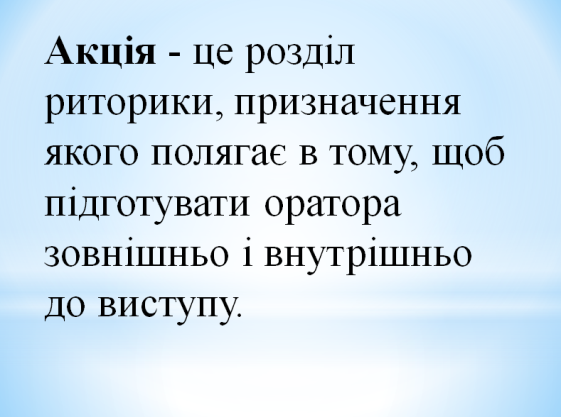 Акція - це розділ
риторики, призначення
якого полягає в тому, щоб
підготувати оратора
зовнішньо і внутрішньо
до виступу.